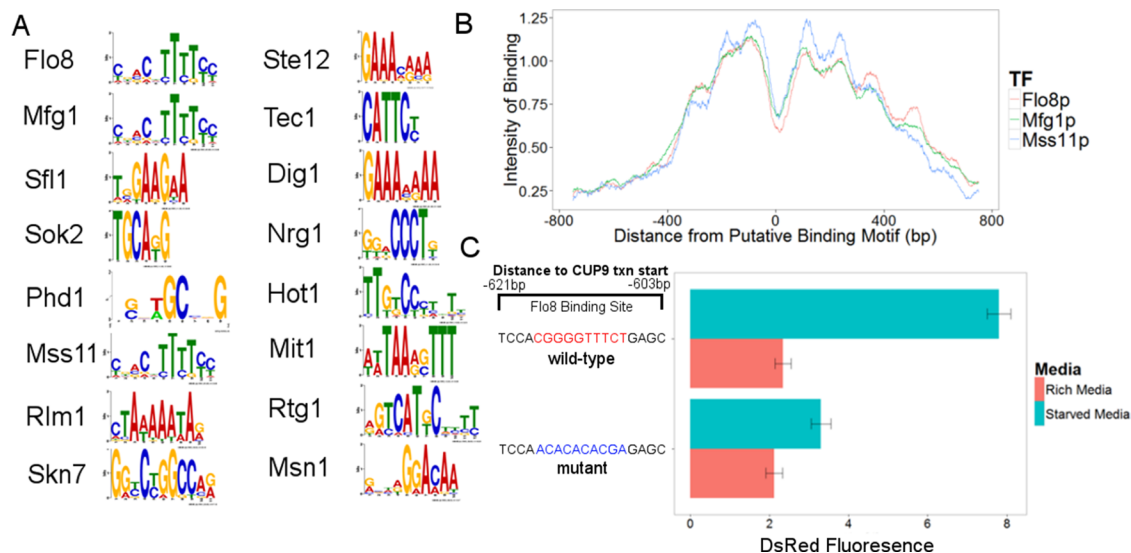 A
Flo8
Mfg1
Sfl1
Sok2
Phd1
Mss11
Rlm1
Skn7
Ste12
Tec1
Dig1
Nrg1
Hot1
Mit1
Rtg1
Msn1
B
Intensity of Binding
1.25
1.00
0.75
0.50
0.25
-800 -400 0 400 800
Distance from Putative Binding Motif (bp)
TF
Flo8p
Mfg1p
Mss11p
C
Distance to CUP9 txn start
-621bp -603bp
Flo8 Binding Site
TCCACGGGGTTTCTGAGC
wild-type
TCCAACACACACGAGAGC
mutant
0 2 4 6 8
DsRed Fluoresence
Media
Rich Media
Starved Media